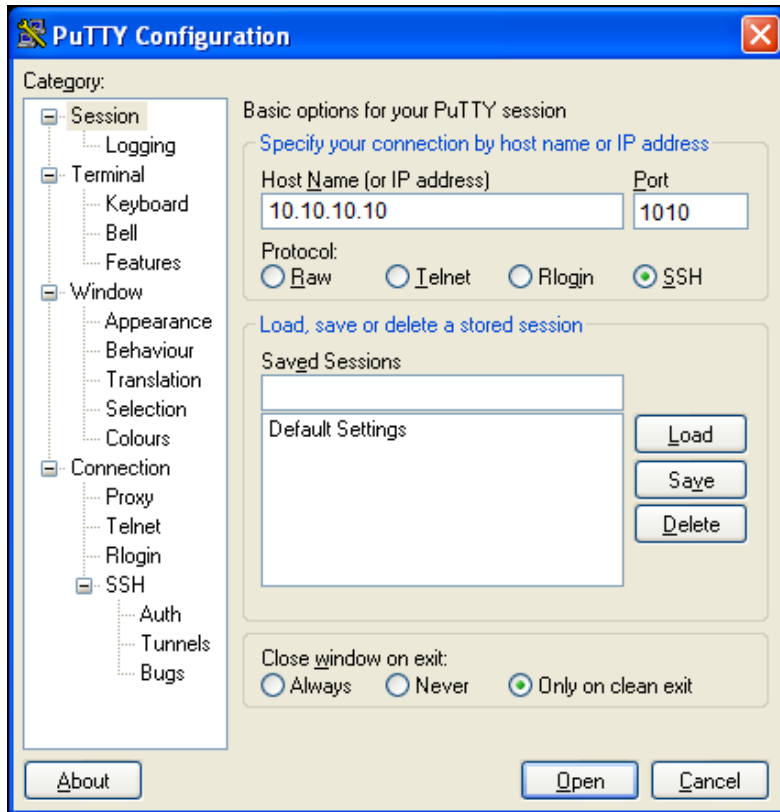 PuTTY Configuration
Category:
Session
Logging
Terminal
Keyboard
Bell
Features
Window
Appearance
Behaviour
Translation
Selection
Colours
Connection
Proxy
Telnet
Rlogin
SSH
Auth
Tunnels
Bugs
Basic options for your PuTTY session
Specify your connection by host name or IP address
Host Name (or IP address) Port
10.10.10.10 1010
Protocol:
Raw Telnet Rlogin SSH
Load, save or delete a stored session
Saved Sessions
Default Settings
Load
Save
Delete
Close window on exit:
Always Never Only on clean exit
About Open Cancel